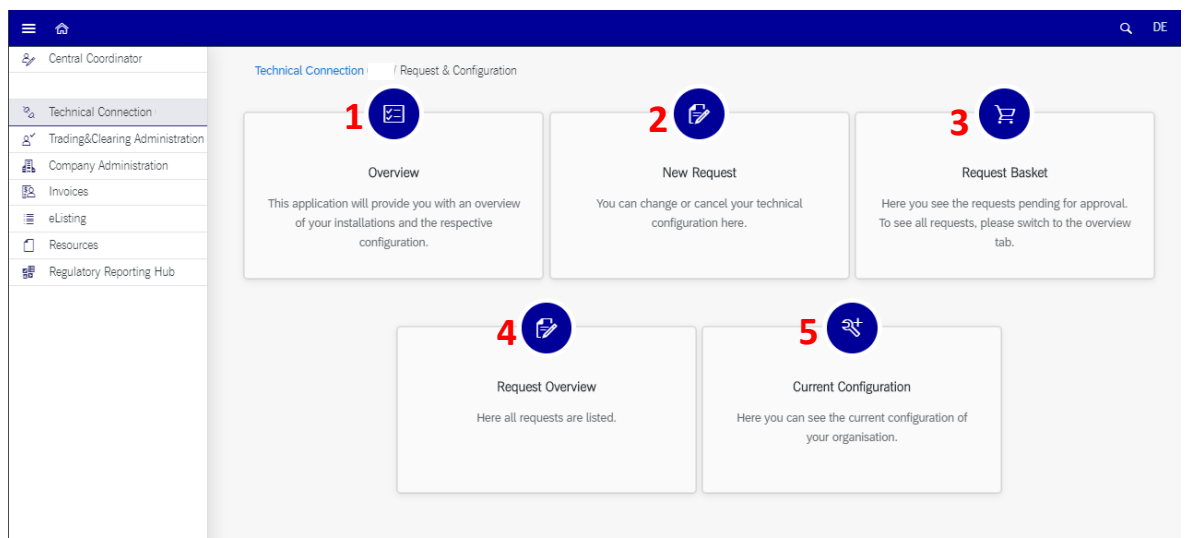 DE
Central Coordinator
Technical Connection
Trading&Clearing Administration
Company Administration
Invoices
eListing
Resources
Regulatory Reporting Hub
Technical Connection / Request & Configuration
1
Overview
This application will provide you with an overview
of your installations and the respective
configuration.
2
New Request
You can change or cancel your technical
configuration here.
3
Request Basket
Here you see the requests pending for approval.
To see all requests, please switch to the overview
tab.
4
Request Overview
Here all requests are listed.
5
Current Configuration
Here you can see the current configuration of
your organisation.